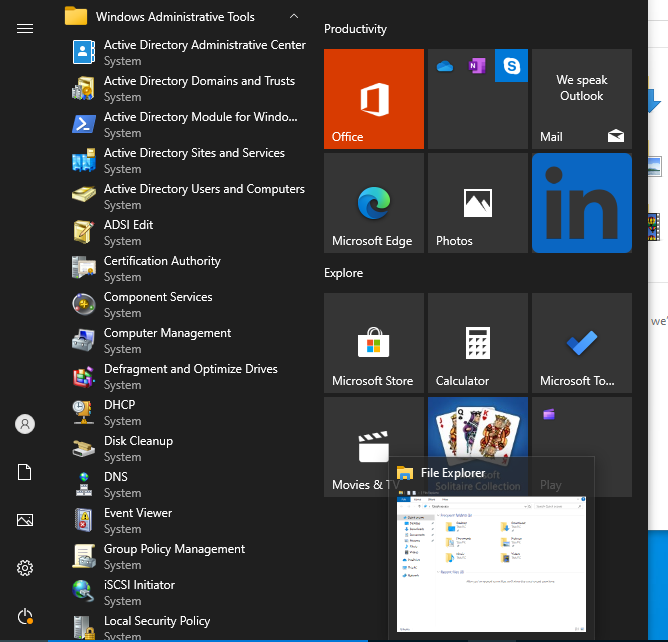 Windows Administrative Tools
Active Directory Administrative Center
System
Active Directory Domains and Trusts
System
Active Directory Module for Windo...
System
Active Directory Sites and Services
System
Active Directory Users and Computers
System
ADSI Edit
System
Certification Authority
System
Component Services
System
Computer Management
System
Defragment and Optimize Drives
System
DHCP
System
Disk Cleanup
System
DNS
System
Event Viewer
System
Group Policy Management
System
iSCSI Initiator
System
Local Security Policy
System
Productivity
Office
We speak
Outlook
Mail
Microsoft Edge
Photos
in
Explore
Microsoft Store
Calculator
Microsoft To...
Movies & TV
Solitaire Collection
Play
File Explorer
we'